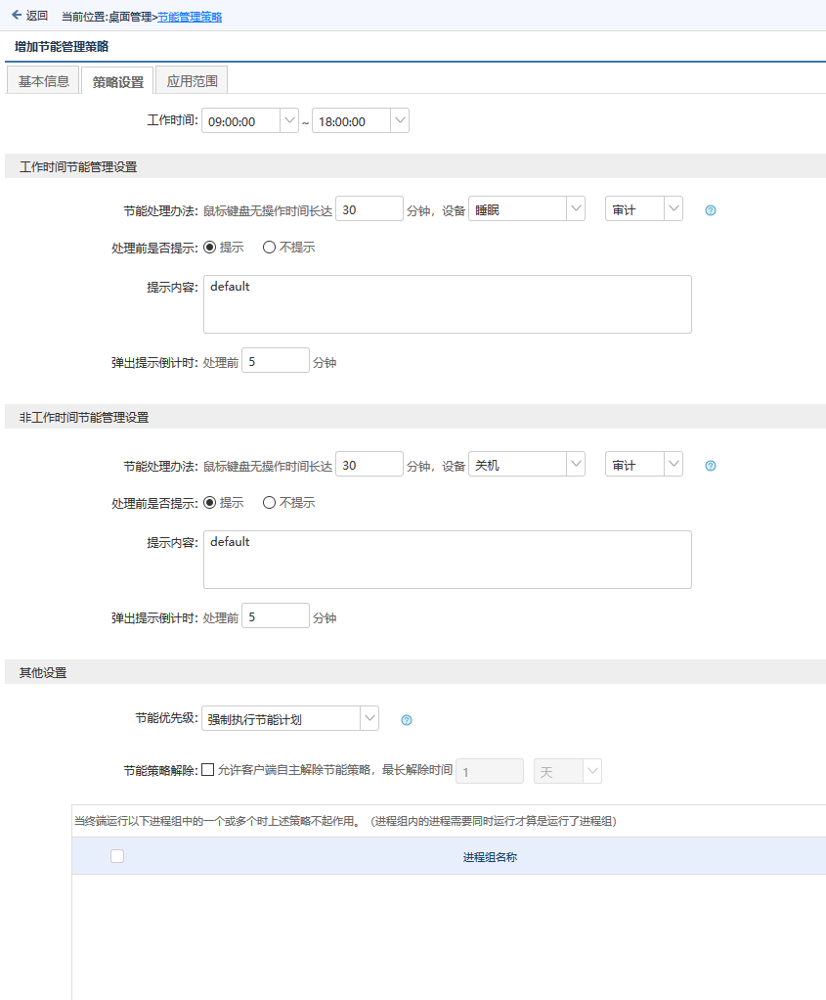 返回 当前位置:桌面管理>节能管理策略
增加节能管理策略
基本信息 策略设置 应用范围
工作时间: 09:00:00 ~ 18:00:00
工作时间节能管理设置
节能处理办法: 鼠标键盘无操作时间长达 30 分钟，设备 睡眠 审计
处理前是否提示: 提示 不提示
提示内容: default
弹出提示倒计时: 处理前 5 分钟
非工作时间节能管理设置
节能处理办法: 鼠标键盘无操作时间长达 30 分钟，设备 关机 审计
处理前是否提示: 提示 不提示
提示内容: default
弹出提示倒计时: 处理前 5 分钟
其他设置
节能优先级: 强制执行节能计划
节能策略解除: 允许客户端自主解除节能策略，最长解除时间 1 天
当终端运行以下进程组中的一个或多个时上述策略不起作用。（进程组内的进程需要同时运行才算是运行了进程组）
进程组名称